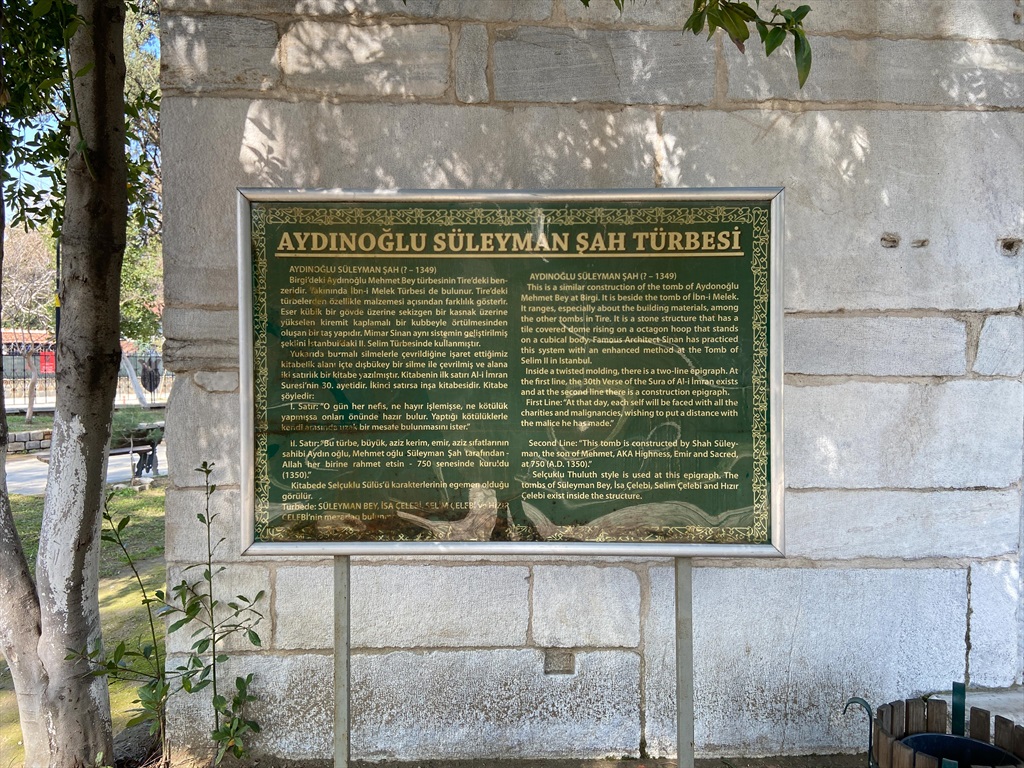 AYDINOĞLU SÜLEYMAN ŞAH TÜRBESİ
AYDINOĞLU SÜLEYMAN ŞAH (? – 1349)
Birgi'deki Aydınoğlu Mehmet Bey türbesinin Tire'deki ben-
zeridir. Yakınında İbn-i Melek Türbesi de bulunur. Tire'deki
türbelerden özellikle malzemesi açısından farklılık gösterir.
Eser kübik bir gövde üzerine sekizgen bir kasnak üzerine
yükselen kiremit kaplamalı bir kubbeyle örtülmesinden
oluşan bir taş yapıdır. Mimar Sinan aynı sistemin geliştirilmiş
şeklini İstanbul'daki II. Selim Türbesinde kullanmıştır.
Yukarıda burmalı silmelerle çevrildiğine işaret ettiğimiz
kitabelik alanı içte dışbükey bir silme ile çevrilmiş ve alana
iki satırlık bir kitabe yazılmıştır. Kitabenin ilk satırı Al-i İmran
Suresi'nin 30. ayetidir. İkinci satırsa inşa kitabesidir. Kitabe
şöyledir:
I. Satır: "O gün her nefis, ne hayır işlemişse, ne kötülük
yapmışsa onları önünde hazır bulur. Yaptığı kötülüklerle
kendi arasında uzak bir mesafe bulunmasını ister."
II. Satır: "Bu türbe, büyük, aziz kerim, emir, aziz sıfatlarının
sahibi Aydın oğlu, Mehmet oğlu Süleyman Şah tarafından-
Allah her birine rahmet etsin - 750 senesinde kuruldu
(1350)."
Kitabede Selçuklu Sülüs'ü karakterlerinin egemen olduğu
görülür.
Türbede: SÜLEYMAN BEY, İSA ÇELEBİ, SELİM ÇELEBİ ve HIZIR
ÇELEBİ'nin mezarları
AYDINOĞLU SÜLEYMAN ŞAH (? – 1349)
This is a similar construction of the tomb of Aydonoğlu
Mehmet Bey at Birgi. It is beside the tomb of İbn-i Melek.
It ranges, especially about the building materials, among
the other tombs in Tire. It is a stone structure that has a
tile covered dome rising on a octagon hoop that stands
on a cubical body. Famous Architect Sinan has practiced
this system with an enhanced method at the Tomb of
Selim II in Istanbul.
Inside a twisted molding, there is a two-line epigraph. At
the first line, the 30th Verse of the Sura of Al-i İmran exists
and at the second line there is a construction epigraph.
First Line: "At that day, each self will be faced with all the
charities and malignancies, wishing to put a distance with
the malice he has made."
Second Line: "This tomb is constructed by Shah Süley-
man, the son of Mehmet, AKA Highness, Emir and Sacred,
at 750 (A.D. 1350)."
Selçuklu Thuluth style is used at this epigraph. The
tombs of Süleyman Bey, İsa Çelebi, Selim Çelebi and Hızır
Çelebi exist inside the structure.